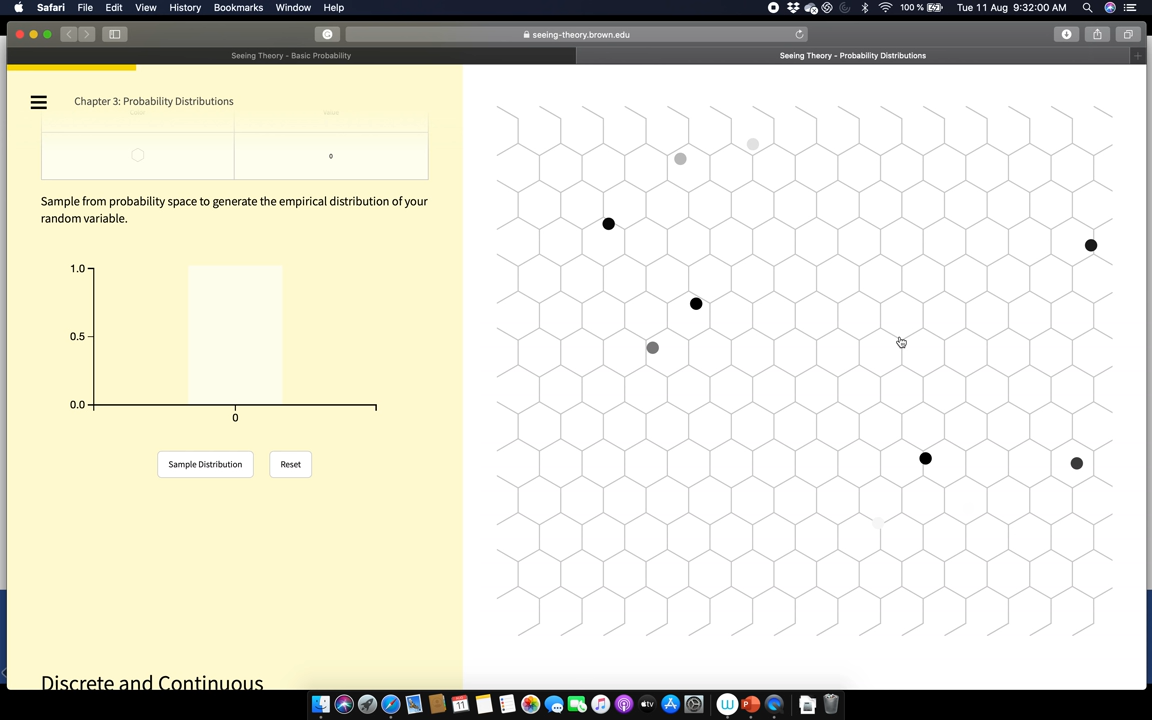 Safari File Edit View History Bookmarks Window Help 100 % Tue 11 Aug 9:32:00 AM
seeing-theory.brown.edu
Seeing Theory - Basic Probability Seeing Theory - Probability Distributions
Chapter 3: Probability Distributions
Color Value
0
Sample from probability space to generate the empirical distribution of your
random variable.
1.0
0.5
0.0
0
Sample Distribution Reset
Discrete and Continuous